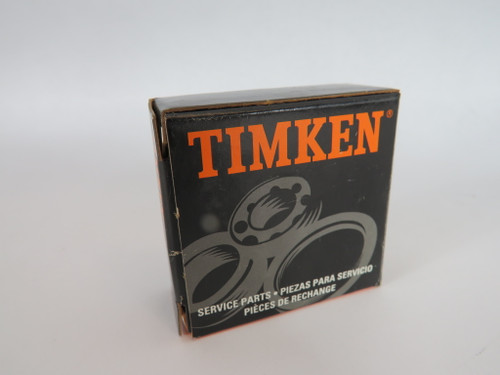 TIMKEN®
SERVICE PARTS • PIEZAS PARA SERVICIO
PIÈCES DE RECHANGE